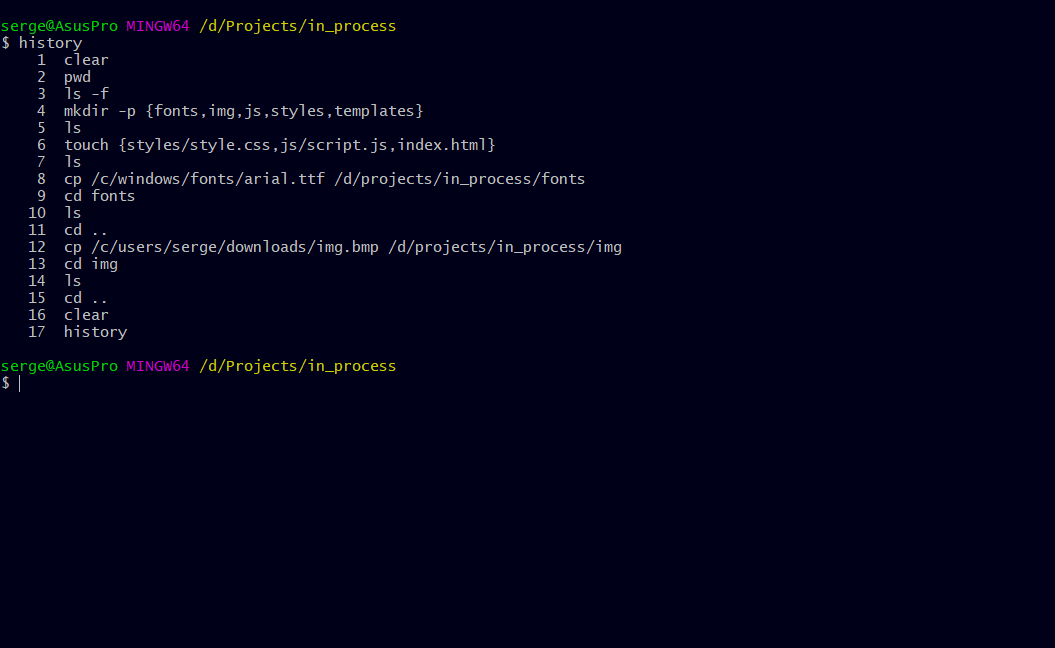 serge@AsusPro MINGW64 /d/Projects/in_process
$ history
    1  clear
    2  pwd
    3  ls -f
    4  mkdir -p {fonts,img,js,styles,templates}
    5  ls
    6  touch {styles/style.css,js/script.js,index.html}
    7  ls
    8  cp /c/windows/fonts/arial.ttf /d/projects/in_process/fonts
    9  cd fonts
   10  ls
   11  cd ..
   12  cp /c/users/serge/downloads/img.bmp /d/projects/in_process/img
   13  cd img
   14  ls
   15  cd ..
   16  clear
   17  history
serge@AsusPro MINGW64 /d/Projects/in_process
$